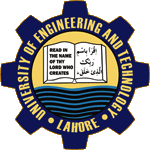 UNIVERSITY OF ENGINEERING AND TECHNOLOGY
READ IN
THE NAME
OF THY
LORD WHO
CREATES
اقرأ باسم
ربك
الذي خلق
• LAHORE •